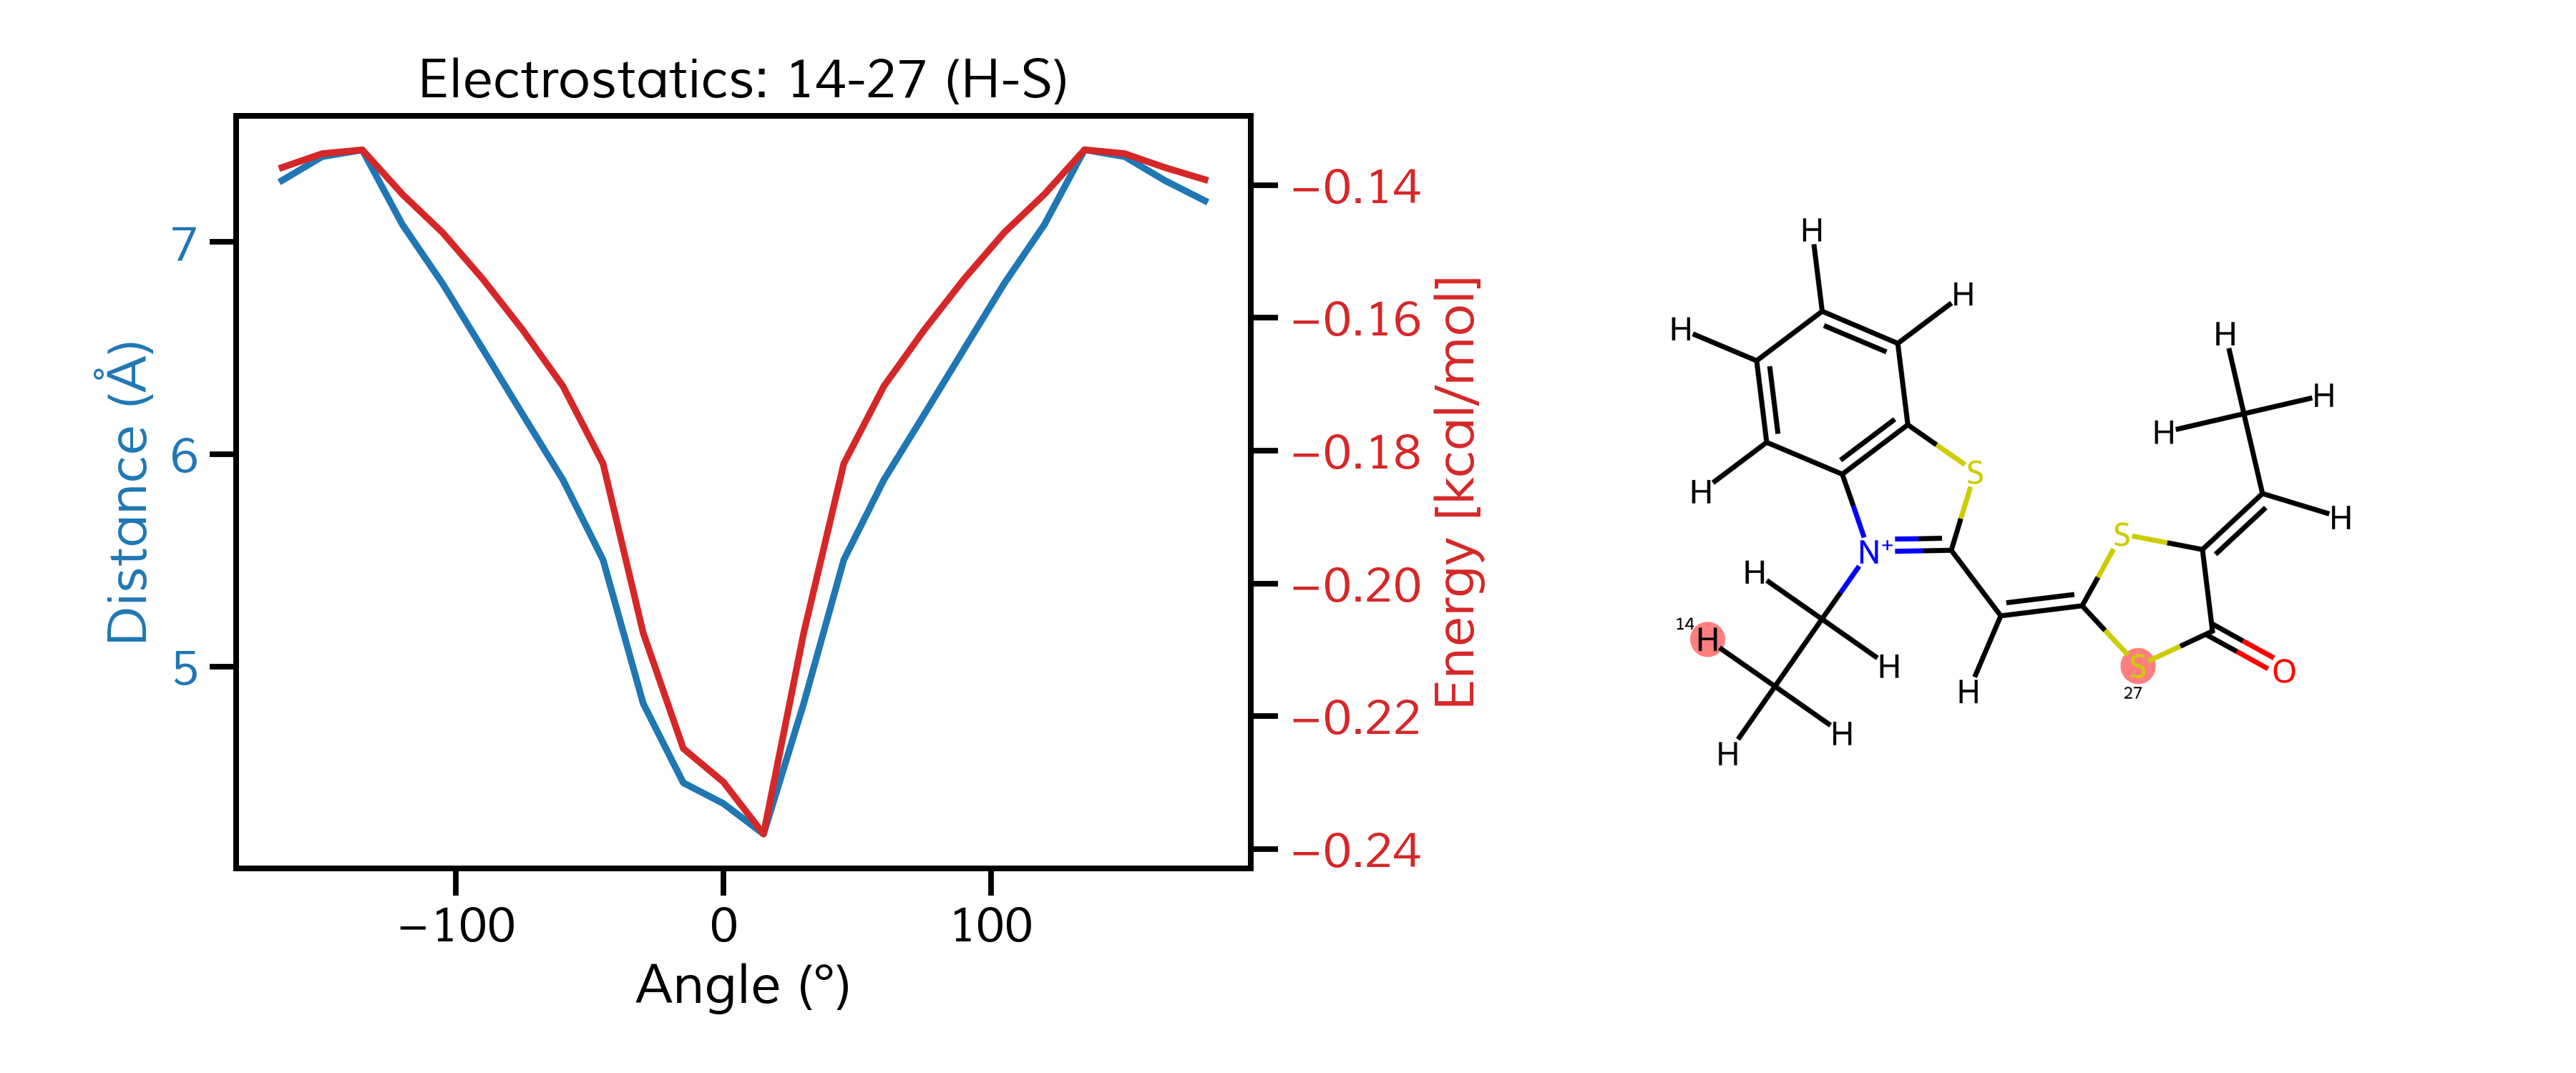 Electrostatics: 14-27 (H-S)
Distance (Å)
7
6
5
−0.14
−0.16
−0.18
−0.20
−0.22
−0.24
Energy [kcal/mol]
−100
0
100
Angle (°)
H
H
H
H
H
H
H
S
H
S
N+
H
H
14
H
H
S
27
O
H
H
H